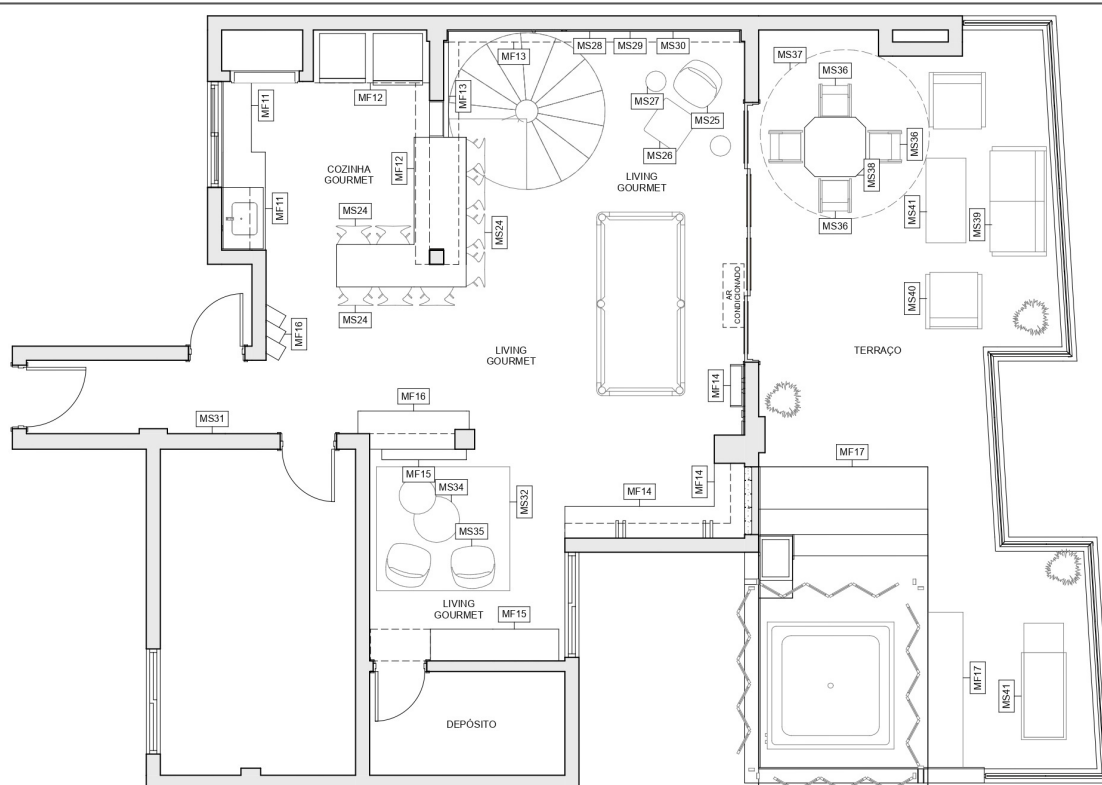 MS28
MS29
MS30
MF13
MS37
MS36
MF11
MF12
MF13
MS27
MS25
MS26
MS36
COZINHA
GOURMET
MF12
LIVING
GOURMET
MS38
MS41
MS39
MF11
MS24
MS24
MS36
MS24
AR
CONDICIONADO
MS40
MF16
LIVING
GOURMET
TERRAÇO
MF14
MF16
MS31
MF15
MS34
MS32
MF14
MF14
MF17
MS35
LIVING
GOURMET
MF15
MF17
MS41
DEPÓSITO